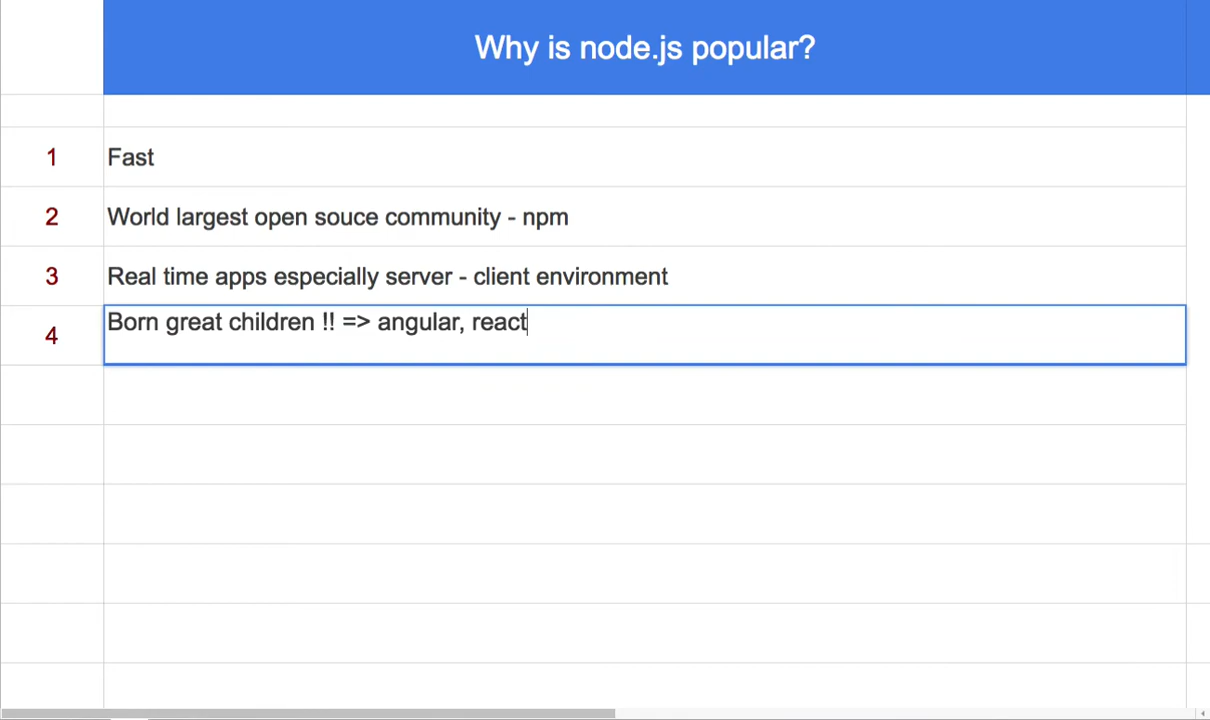 Why is node.js popular?
1 Fast
2 World largest open souce community - npm
3 Real time apps especially server - client environment
4 Born great children !! => angular, react